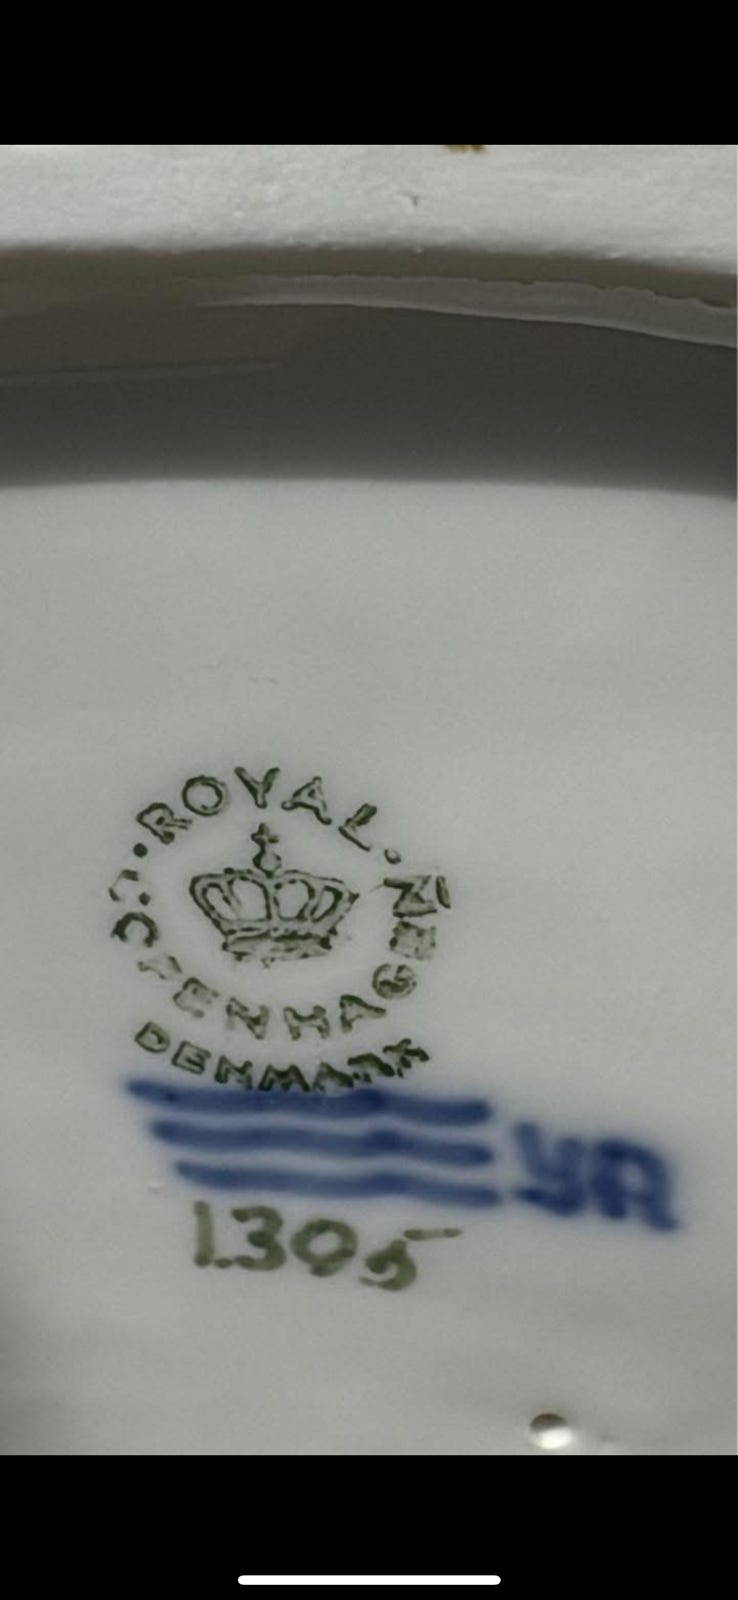 ROYAL
COPENHAGEN
DENMARK
YA
1305